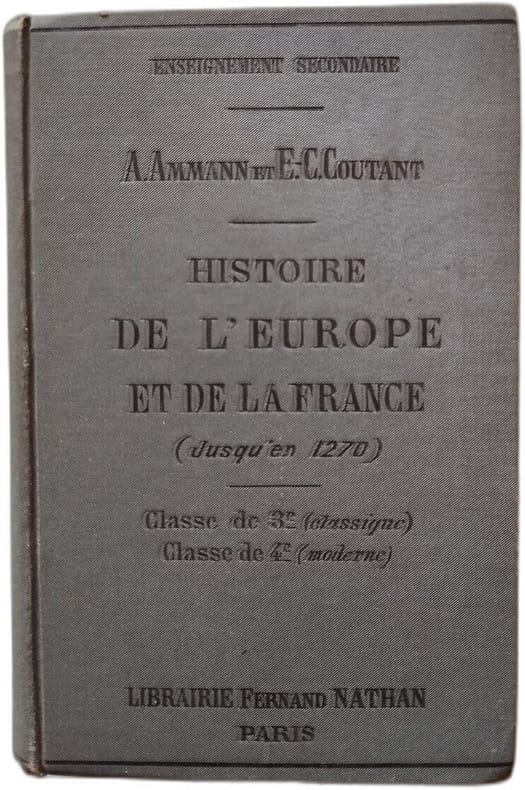 ENSEIGNEMENT SECONDAIRE
A. AMMANN ET E.-C. COUTANT
HISTOIRE
DE L'EUROPE
ET DE LA FRANCE
(Jusqu'en 1270)
Classe de 3e (classique)
Classe de 4e (moderne)
LIBRAIRIE FERNAND NATHAN
PARIS